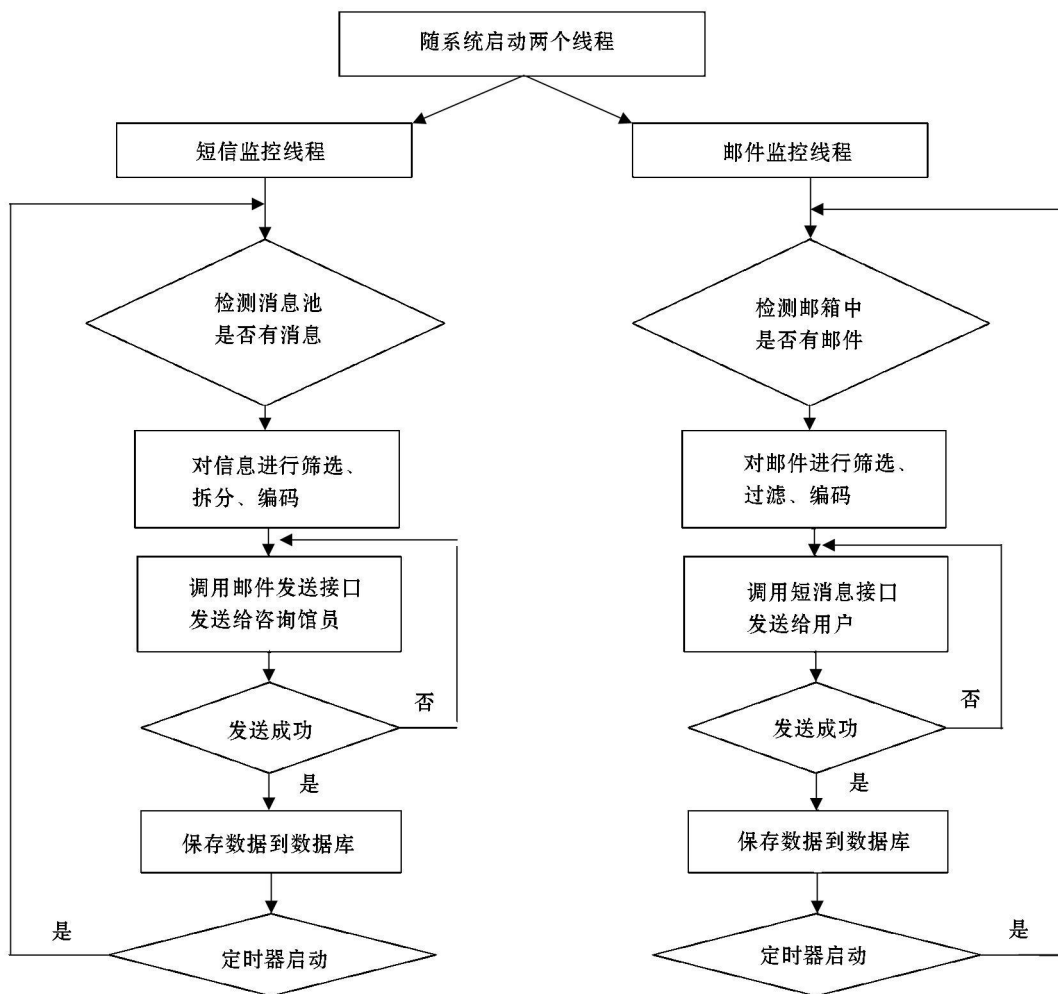 随系统启动两个线程
短信监控线程
邮件监控线程
检测消息池
是否有消息
检测邮箱中
是否有邮件
对信息进行筛选、
拆分、编码
对邮件进行筛选、
过滤、编码
调用邮件发送接口
发送给咨询馆员
调用短消息接口
发送给用户
发送成功
否
发送成功
否
是
是
保存数据到数据库
保存数据到数据库
是
定时器启动
定时器启动
是